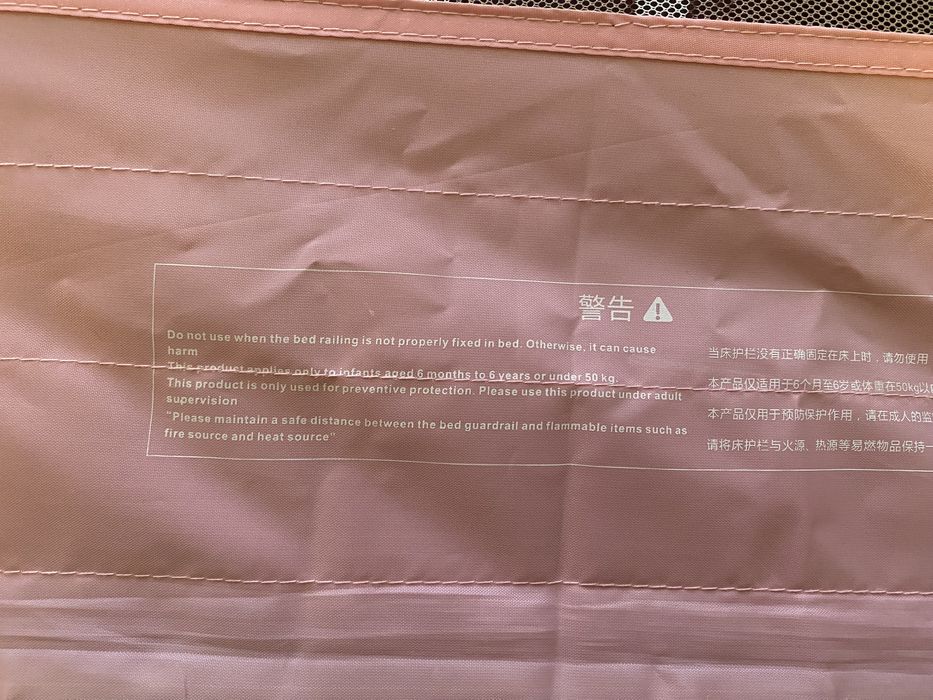 警告
Do not use when the bed railing is not properly fixed in bed. Otherwise, it can cause
harm
This product applies only to infants aged 6 months to 6 years or under 50 kg.
This product is only used for preventive protection. Please use this product under adult
supervision
"Please maintain a safe distance between the bed guardrail and flammable items such as
fire source and heat source"
当床护栏没有正确固定在床上时，请勿使用
本产品仅适用于6个月至6岁或体重在50kg以
本产品仅用于预防保护作用，请在成人的监
请将床护栏与火源、热源等易燃物品保持一